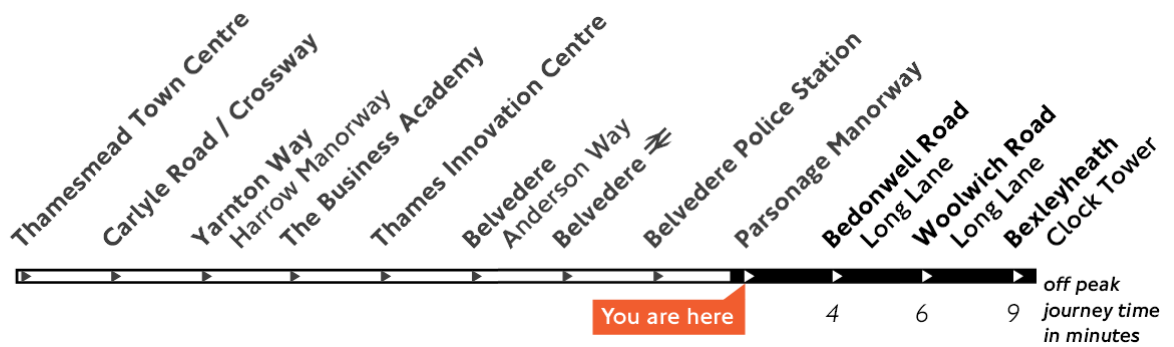 Thamesmead Town Centre
Carlyle Road / Crossway
Yarnton Way
Harrow Manorway
The Business Academy
Thames Innovation Centre
Belvedere
Anderson Way
Belvedere
Belvedere Police Station
Parsonage Manorway
Bedonwell Road
Long Lane
Woolwich Road
Long Lane
Bexleyheath
Clock Tower
You are here
4
6
9
off peak
journey time
in minutes